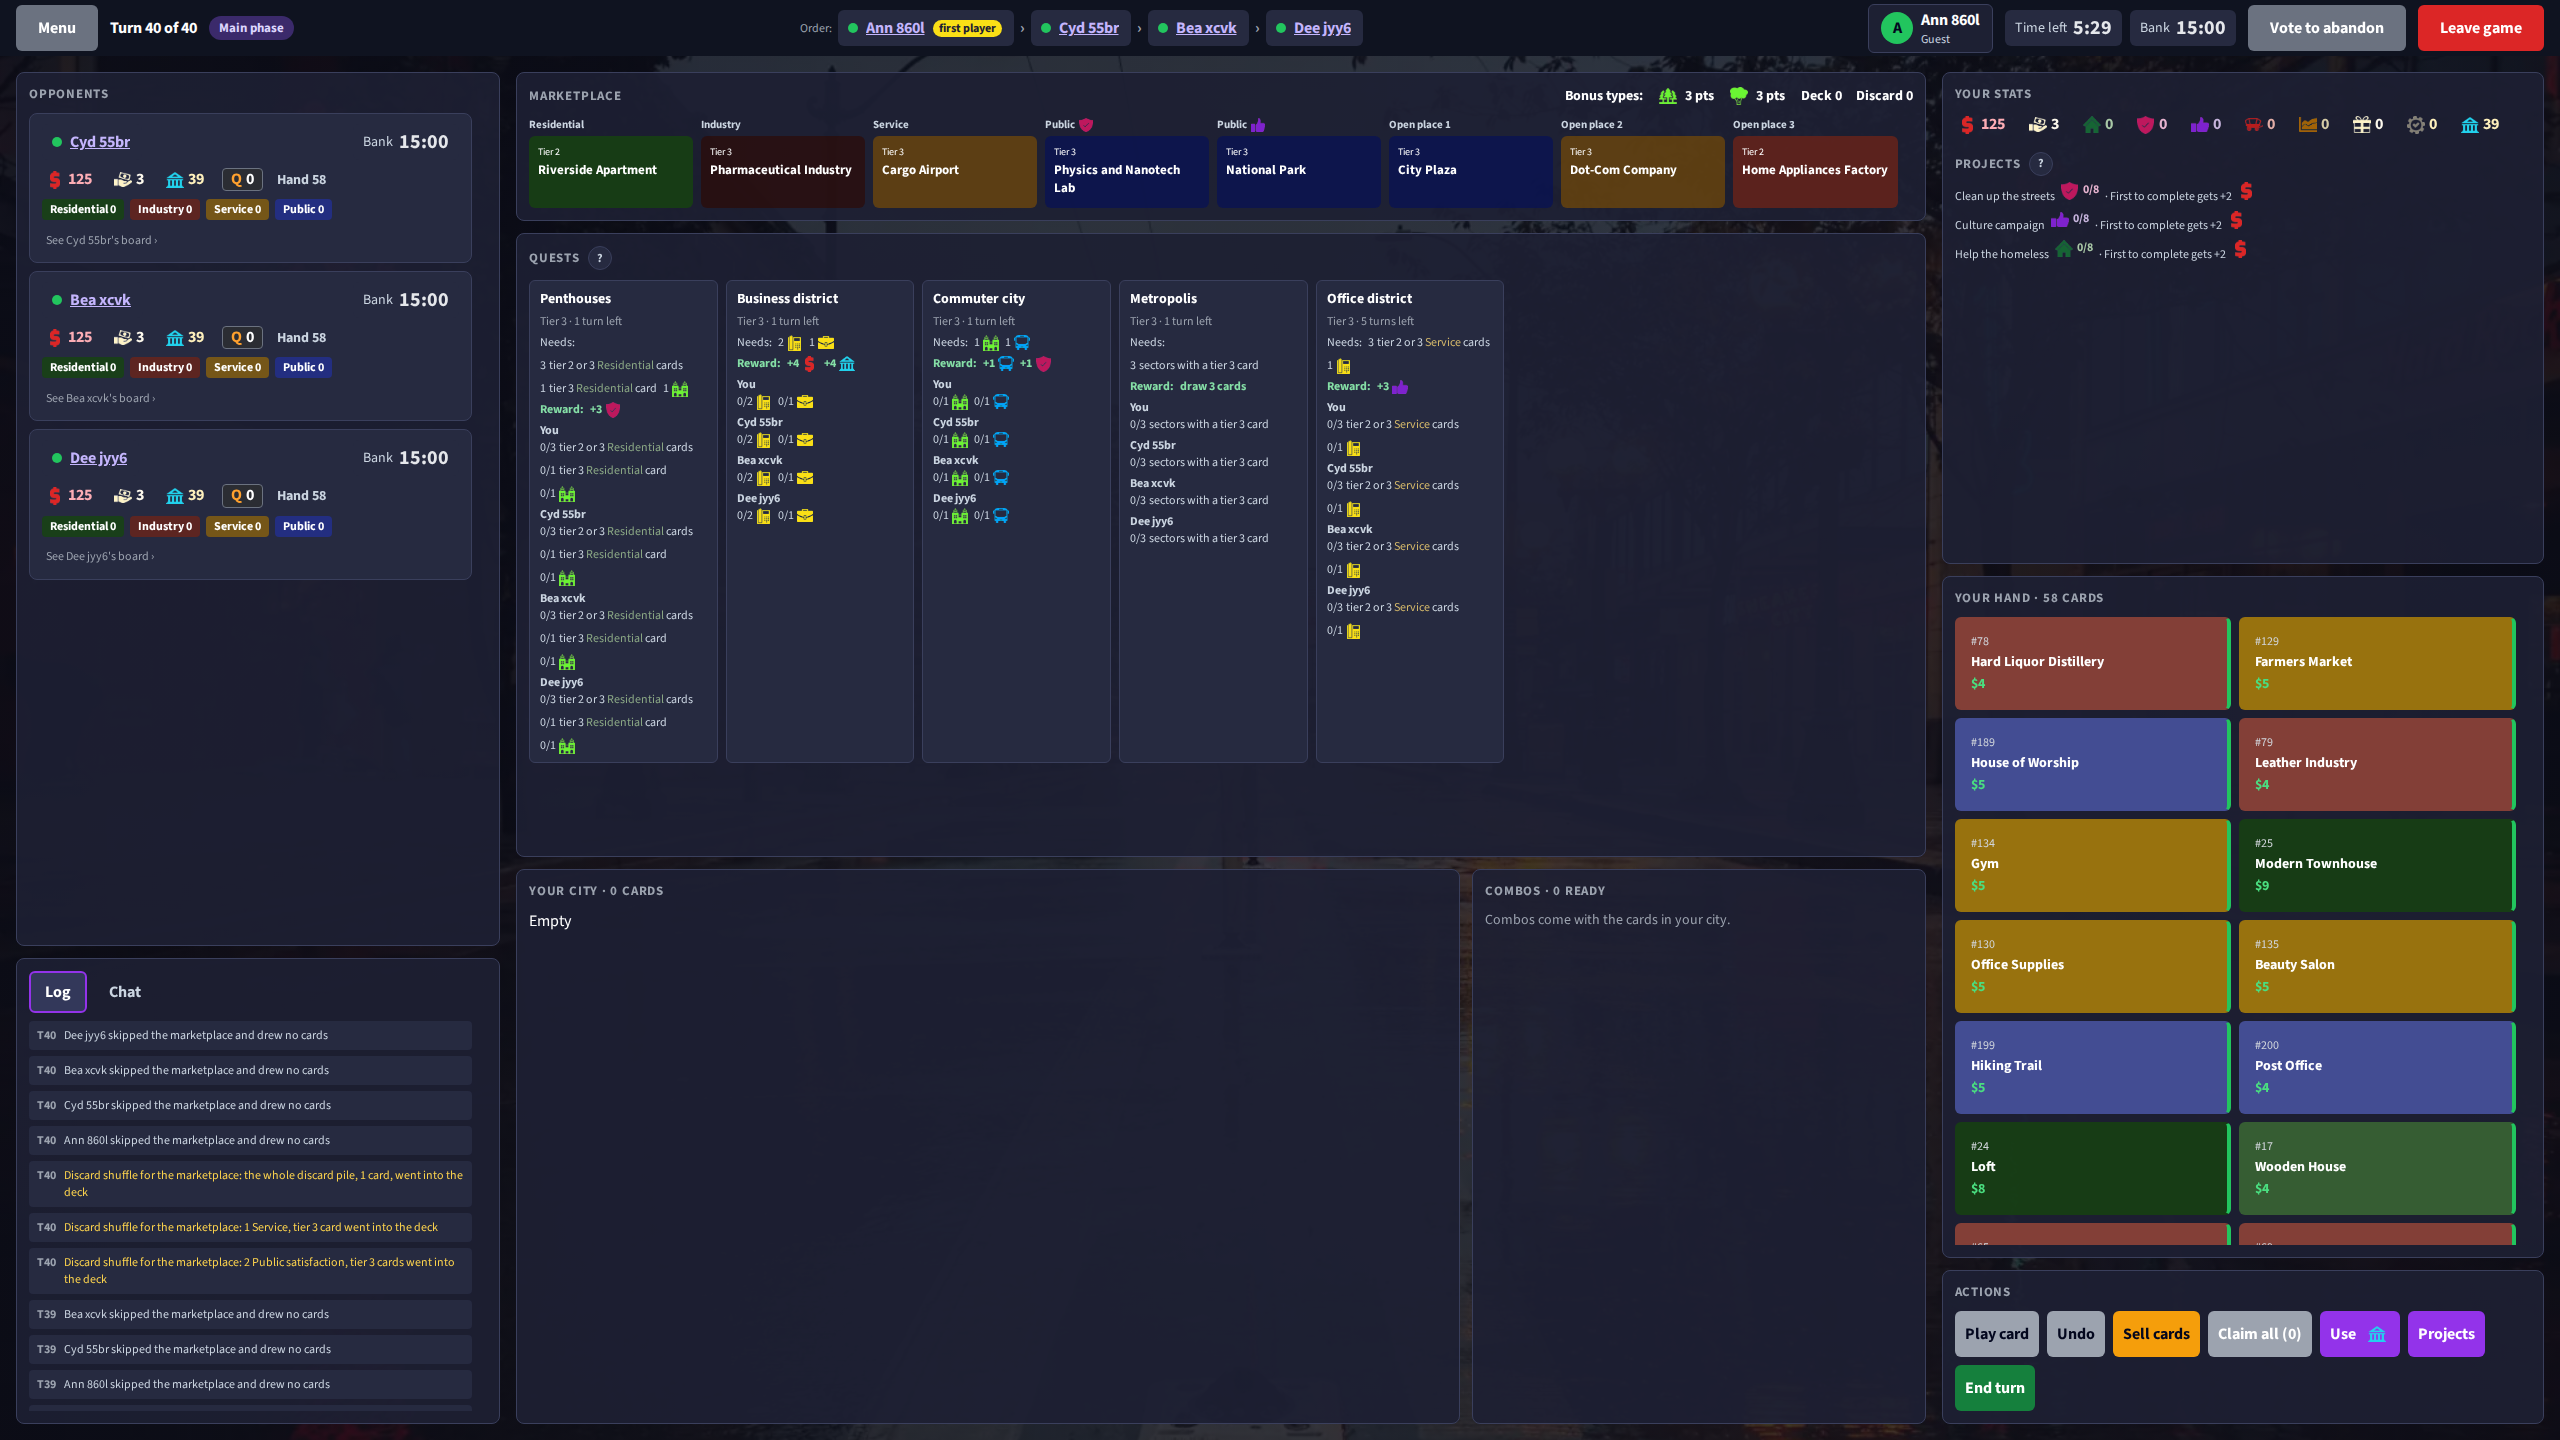 Menu
Turn 40 of 40
Main phase
Order:
Ann 860l
first player
›
Cyd 55br
›
Bea xcvk
›
Dee jyy6
A
Ann 860l
Guest
Time left 5:29
Bank 15:00
Vote to abandon
Leave game
OPPONENTS
Cyd 55br
Bank 15:00
125 3 39 Q 0 Hand 58
Residential 0 Industry 0 Service 0 Public 0
See Cyd 55br's board ›
Bea xcvk
Bank 15:00
125 3 39 Q 0 Hand 58
Residential 0 Industry 0 Service 0 Public 0
See Bea xcvk's board ›
Dee jyy6
Bank 15:00
125 3 39 Q 0 Hand 58
Residential 0 Industry 0 Service 0 Public 0
See Dee jyy6's board ›
Log
Chat
T40 Dee jyy6 skipped the marketplace and drew no cards
T40 Bea xcvk skipped the marketplace and drew no cards
T40 Cyd 55br skipped the marketplace and drew no cards
T40 Ann 860l skipped the marketplace and drew no cards
T40 Discard shuffle for the marketplace: the whole discard pile, 1 card, went into the
deck
T40 Discard shuffle for the marketplace: 1 Service, tier 3 card went into the deck
T40 Discard shuffle for the marketplace: 2 Public satisfaction, tier 3 cards went into
the deck
T39 Bea xcvk skipped the marketplace and drew no cards
T39 Cyd 55br skipped the marketplace and drew no cards
T39 Ann 860l skipped the marketplace and drew no cards
MARKETPLACE
Bonus types: 3 pts 3 pts Deck 0 Discard 0
Residential
Tier 2
Riverside Apartment
Industry
Tier 3
Pharmaceutical Industry
Service
Tier 3
Cargo Airport
Public
Tier 3
Physics and Nanotech
Lab
Public
Tier 3
National Park
Open place 1
Tier 3
City Plaza
Open place 2
Tier 3
Dot-Com Company
Open place 3
Tier 2
Home Appliances Factory
QUESTS ?
Penthouses
Tier 3 · 1 turn left
Needs:
3 tier 2 or 3 Residential cards
1 tier 3 Residential card 1
Reward: +3
You
0/3 tier 2 or 3 Residential cards
0/1 tier 3 Residential card
0/1
Cyd 55br
0/3 tier 2 or 3 Residential cards
0/1 tier 3 Residential card
0/1
Bea xcvk
0/3 tier 2 or 3 Residential cards
0/1 tier 3 Residential card
0/1
Dee jyy6
0/3 tier 2 or 3 Residential cards
0/1 tier 3 Residential card
0/1
Business district
Tier 3 · 1 turn left
Needs: 2 1
Reward: +4 +4
You
0/2 0/1
Cyd 55br
0/2 0/1
Bea xcvk
0/2 0/1
Dee jyy6
0/2 0/1
Commuter city
Tier 3 · 1 turn left
Needs: 1 1
Reward: +1 +1
You
0/1 0/1
Cyd 55br
0/1 0/1
Bea xcvk
0/1 0/1
Dee jyy6
0/1 0/1
Metropolis
Tier 3 · 1 turn left
Needs:
3 sectors with a tier 3 card
Reward: draw 3 cards
You
0/3 sectors with a tier 3 card
Cyd 55br
0/3 sectors with a tier 3 card
Bea xcvk
0/3 sectors with a tier 3 card
Dee jyy6
0/3 sectors with a tier 3 card
Office district
Tier 3 · 5 turns left
Needs: 3 tier 2 or 3 Service cards
1
Reward: +3
You
0/3 tier 2 or 3 Service cards
0/1
Cyd 55br
0/3 tier 2 or 3 Service cards
0/1
Bea xcvk
0/3 tier 2 or 3 Service cards
0/1
Dee jyy6
0/3 tier 2 or 3 Service cards
0/1
YOUR CITY · 0 CARDS
Empty
COMBOS · 0 READY
Combos come with the cards in your city.
YOUR STATS
125 3 0 0 0 0 0 0 0 39
PROJECTS ?
Clean up the streets 0/8 · First to complete gets +2
Culture campaign 0/8 · First to complete gets +2
Help the homeless 0/8 · First to complete gets +2
YOUR HAND · 58 CARDS
#78
Hard Liquor Distillery
$4
#129
Farmers Market
$5
#189
House of Worship
$5
#79
Leather Industry
$4
#134
Gym
$5
#25
Modern Townhouse
$9
#130
Office Supplies
$5
#135
Beauty Salon
$5
#199
Hiking Trail
$5
#200
Post Office
$4
#24
Loft
$8
#17
Wooden House
$4
ACTIONS
Play card
Undo
Sell cards
Claim all (0)
Use
Projects
End turn